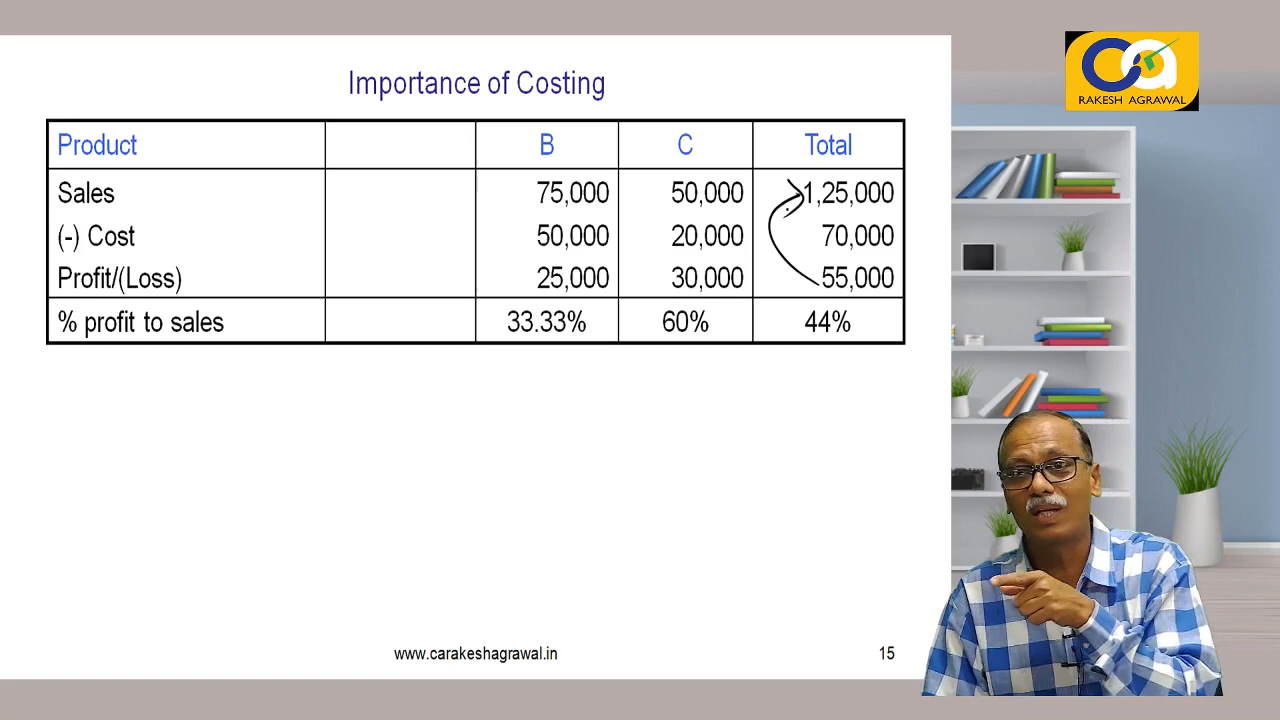 Importance of Costing
Product B C Total
Sales 75,000 50,000 1,25,000
(-) Cost 50,000 20,000 70,000
Profit/(Loss) 25,000 30,000 55,000
% profit to sales 33.33% 60% 44%
www.carakeshagrawal.in 15
ca
RAKESH AGRAWAL